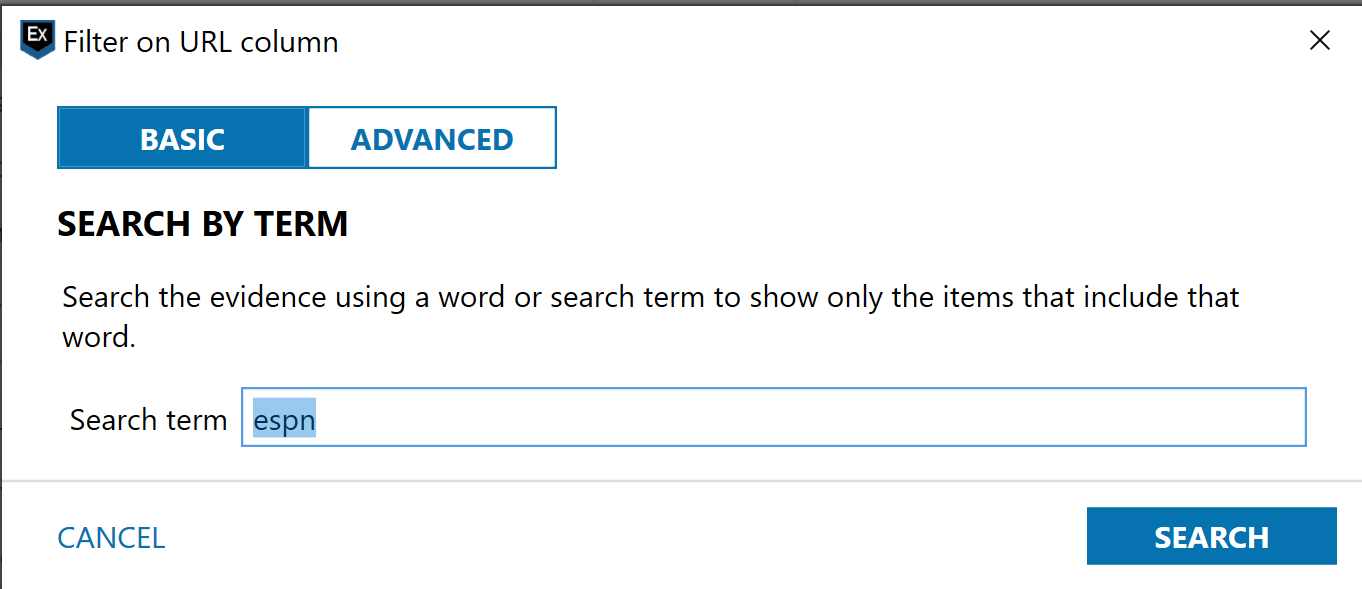 Ex Filter on URL column
BASIC ADVANCED
SEARCH BY TERM
Search the evidence using a word or search term to show only the items that include that
word.
Search term espn
CANCEL SEARCH